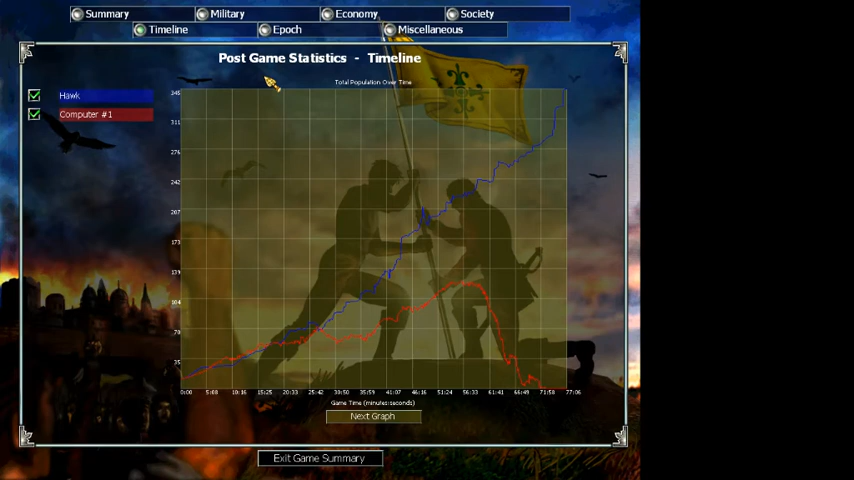 Summary Military Economy Society
Timeline Epoch Miscellaneous
Post Game Statistics - Timeline
Total Population Over Time
Hawk
Computer #1
345
311
276
242
207
173
139
104
70
35
0:00 5:08 10:16 15:25 20:33 25:42 30:50 35:59 41:07 46:16 51:24 56:33 61:41 66:49 71:58 77:06
Game Time (minutes:seconds)
Next Graph
Exit Game Summary